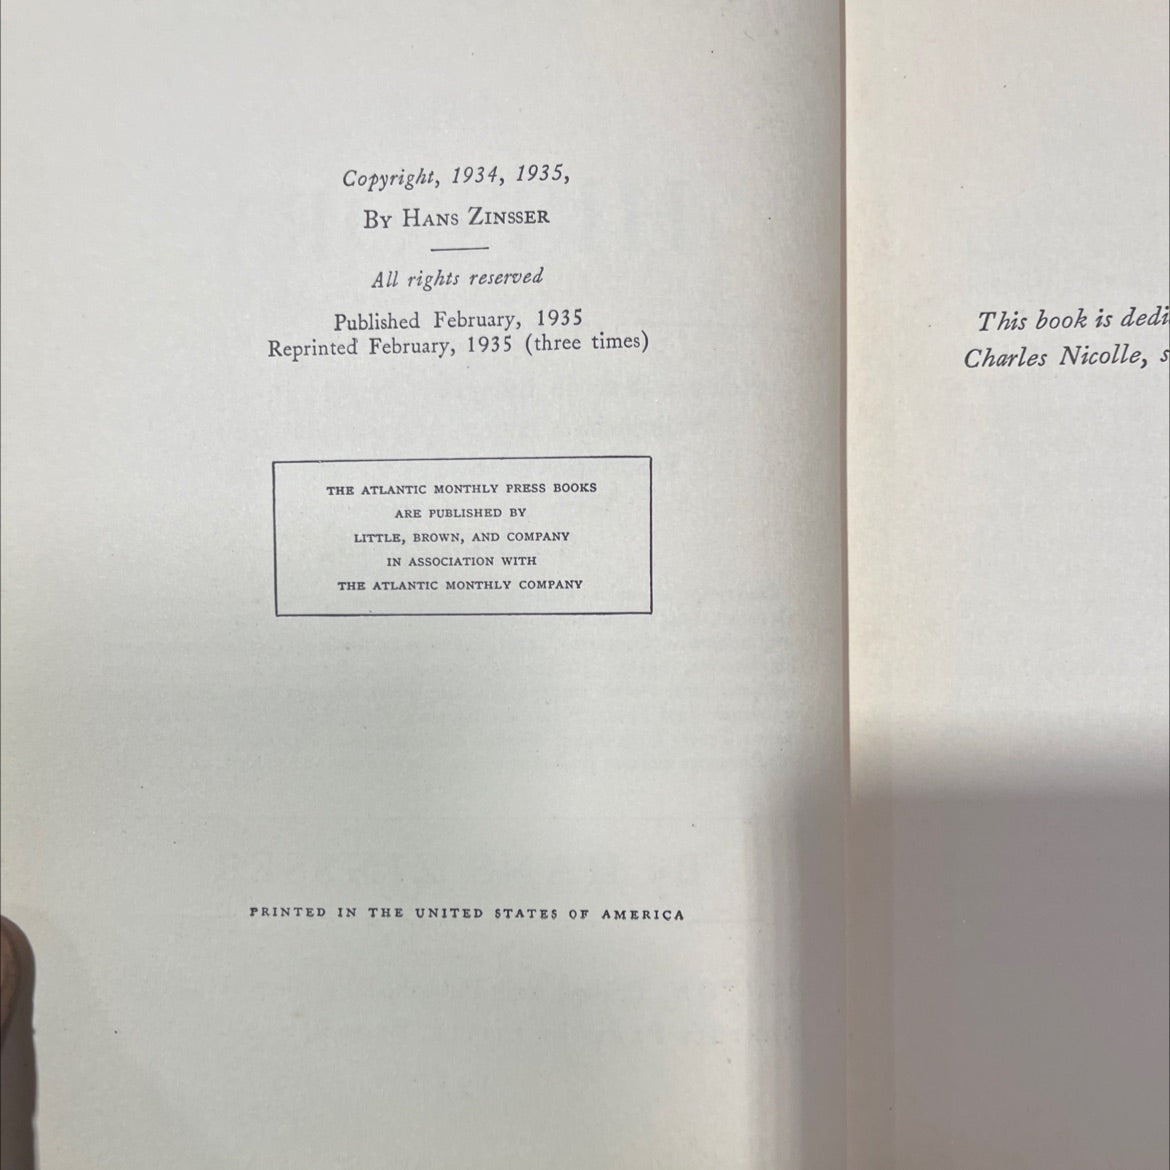 Copyright, 1934, 1935,
By Hans Zinsser
All rights reserved
Published February, 1935
Reprinted February, 1935 (three times)
THE ATLANTIC MONTHLY PRESS BOOKS
ARE PUBLISHED BY
LITTLE, BROWN, AND COMPANY
IN ASSOCIATION WITH
THE ATLANTIC MONTHLY COMPANY
PRINTED IN THE UNITED STATES OF AMERICA
This book is
Charles Nicolle,